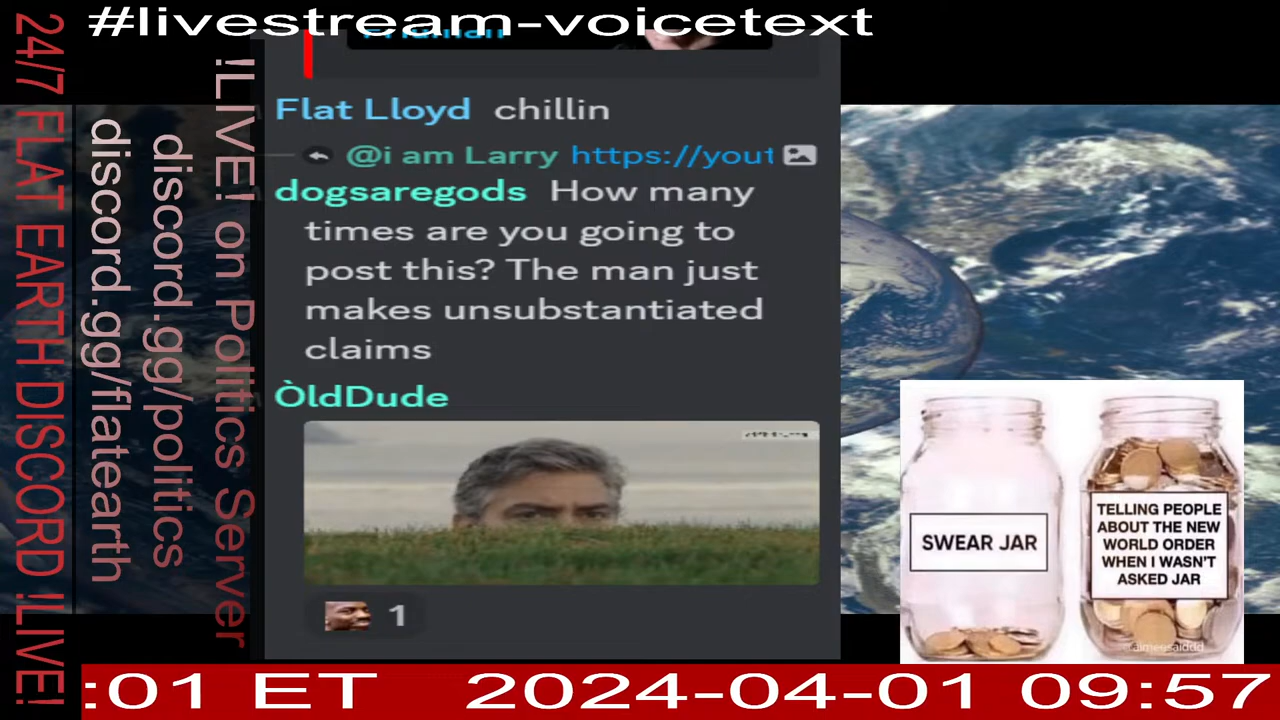 #livestream-voicetext
24/7 FLAT EARTH DISCORD !LIVE!
discord.gg/flatearth
discord.gg/politics
!LIVE! on Politics Server
Flat Lloyd chillin
@i am Larry https://yout
dogsaregods How many
times are you going to
post this? The man just
makes unsubstantiated
claims
ÒldDude
1
SWEAR JAR
TELLING PEOPLE
ABOUT THE NEW
WORLD ORDER
WHEN I WASN'T
ASKED JAR
:01 ET 2024-04-01 09:57